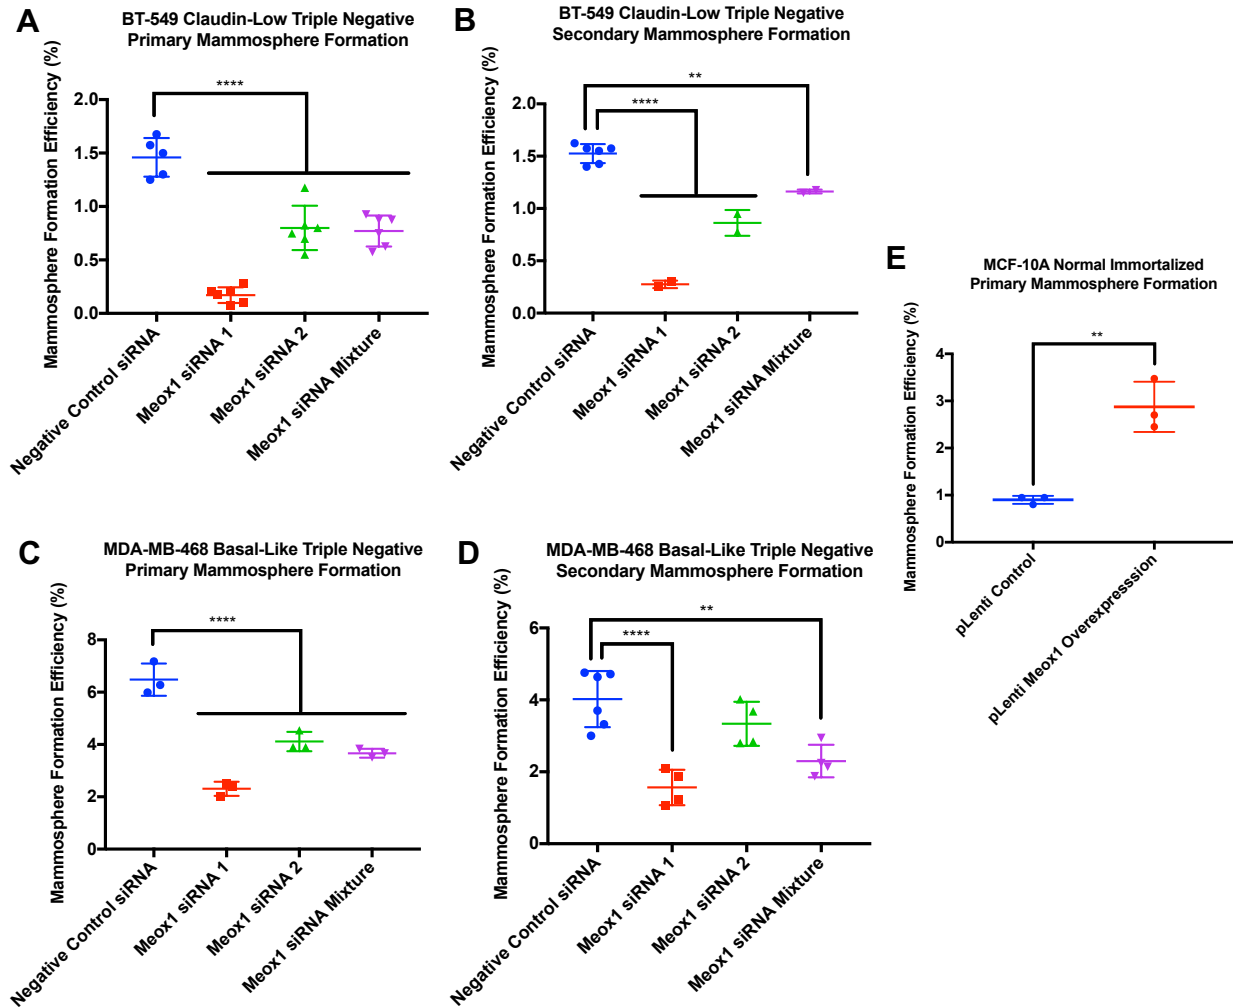 A
BT-549 Claudin-Low Triple Negative
Primary Mammosphere Formation
Mammosphere Formation Efficiency (%)
2.0
1.5
1.0
0.5
0.0
****
Negative Control siRNA
Meox1 siRNA 1
Meox1 siRNA 2
Meox1 siRNA Mixture
B
BT-549 Claudin-Low Triple Negative
Secondary Mammosphere Formation
Mammosphere Formation Efficiency (%)
2.0
1.5
1.0
0.5
0.0
**
****
Negative Control siRNA
Meox1 siRNA 1
Meox1 siRNA 2
Meox1 siRNA Mixture
C
MDA-MB-468 Basal-Like Triple Negative
Primary Mammosphere Formation
Mammosphere Formation Efficiency (%)
8
6
4
2
0
****
Negative Control siRNA
Meox1 siRNA 1
Meox1 siRNA 2
Meox1 siRNA Mixture
D
MDA-MB-468 Basal-Like Triple Negative
Secondary Mammosphere Formation
Mammosphere Formation Efficiency (%)
6
4
2
0
**
****
Negative Control siRNA
Meox1 siRNA 1
Meox1 siRNA 2
Meox1 siRNA Mixture
E
MCF-10A Normal Immortalized
Primary Mammosphere Formation
Mammosphere Formation Efficiency (%)
4
3
2
1
0
**
pLenti Control
pLenti Meox1 Overexpresssion